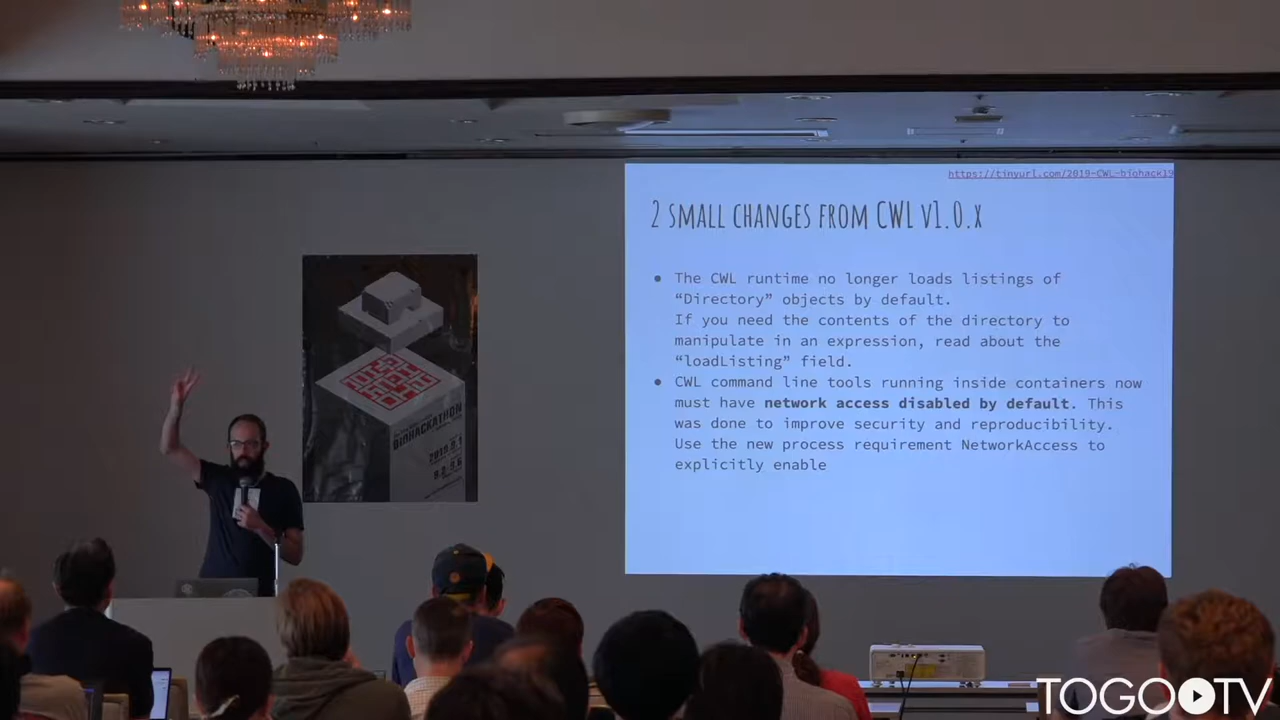 https://tinyurl.com/2019-CWL-biohack19
2 SMALL CHANGES FROM CWL v1.0.x
• The CWL runtime no longer loads listings of
“Directory” objects by default.
If you need the contents of the directory to
manipulate in an expression, read about the
“loadListing” field.
• CWL command line tools running inside containers now
must have network access disabled by default. This
was done to improve security and reproducibility.
Use the new process requirement NetworkAccess to
explicitly enable
BIOHACKATHON
2019.9.1
TOGOTV